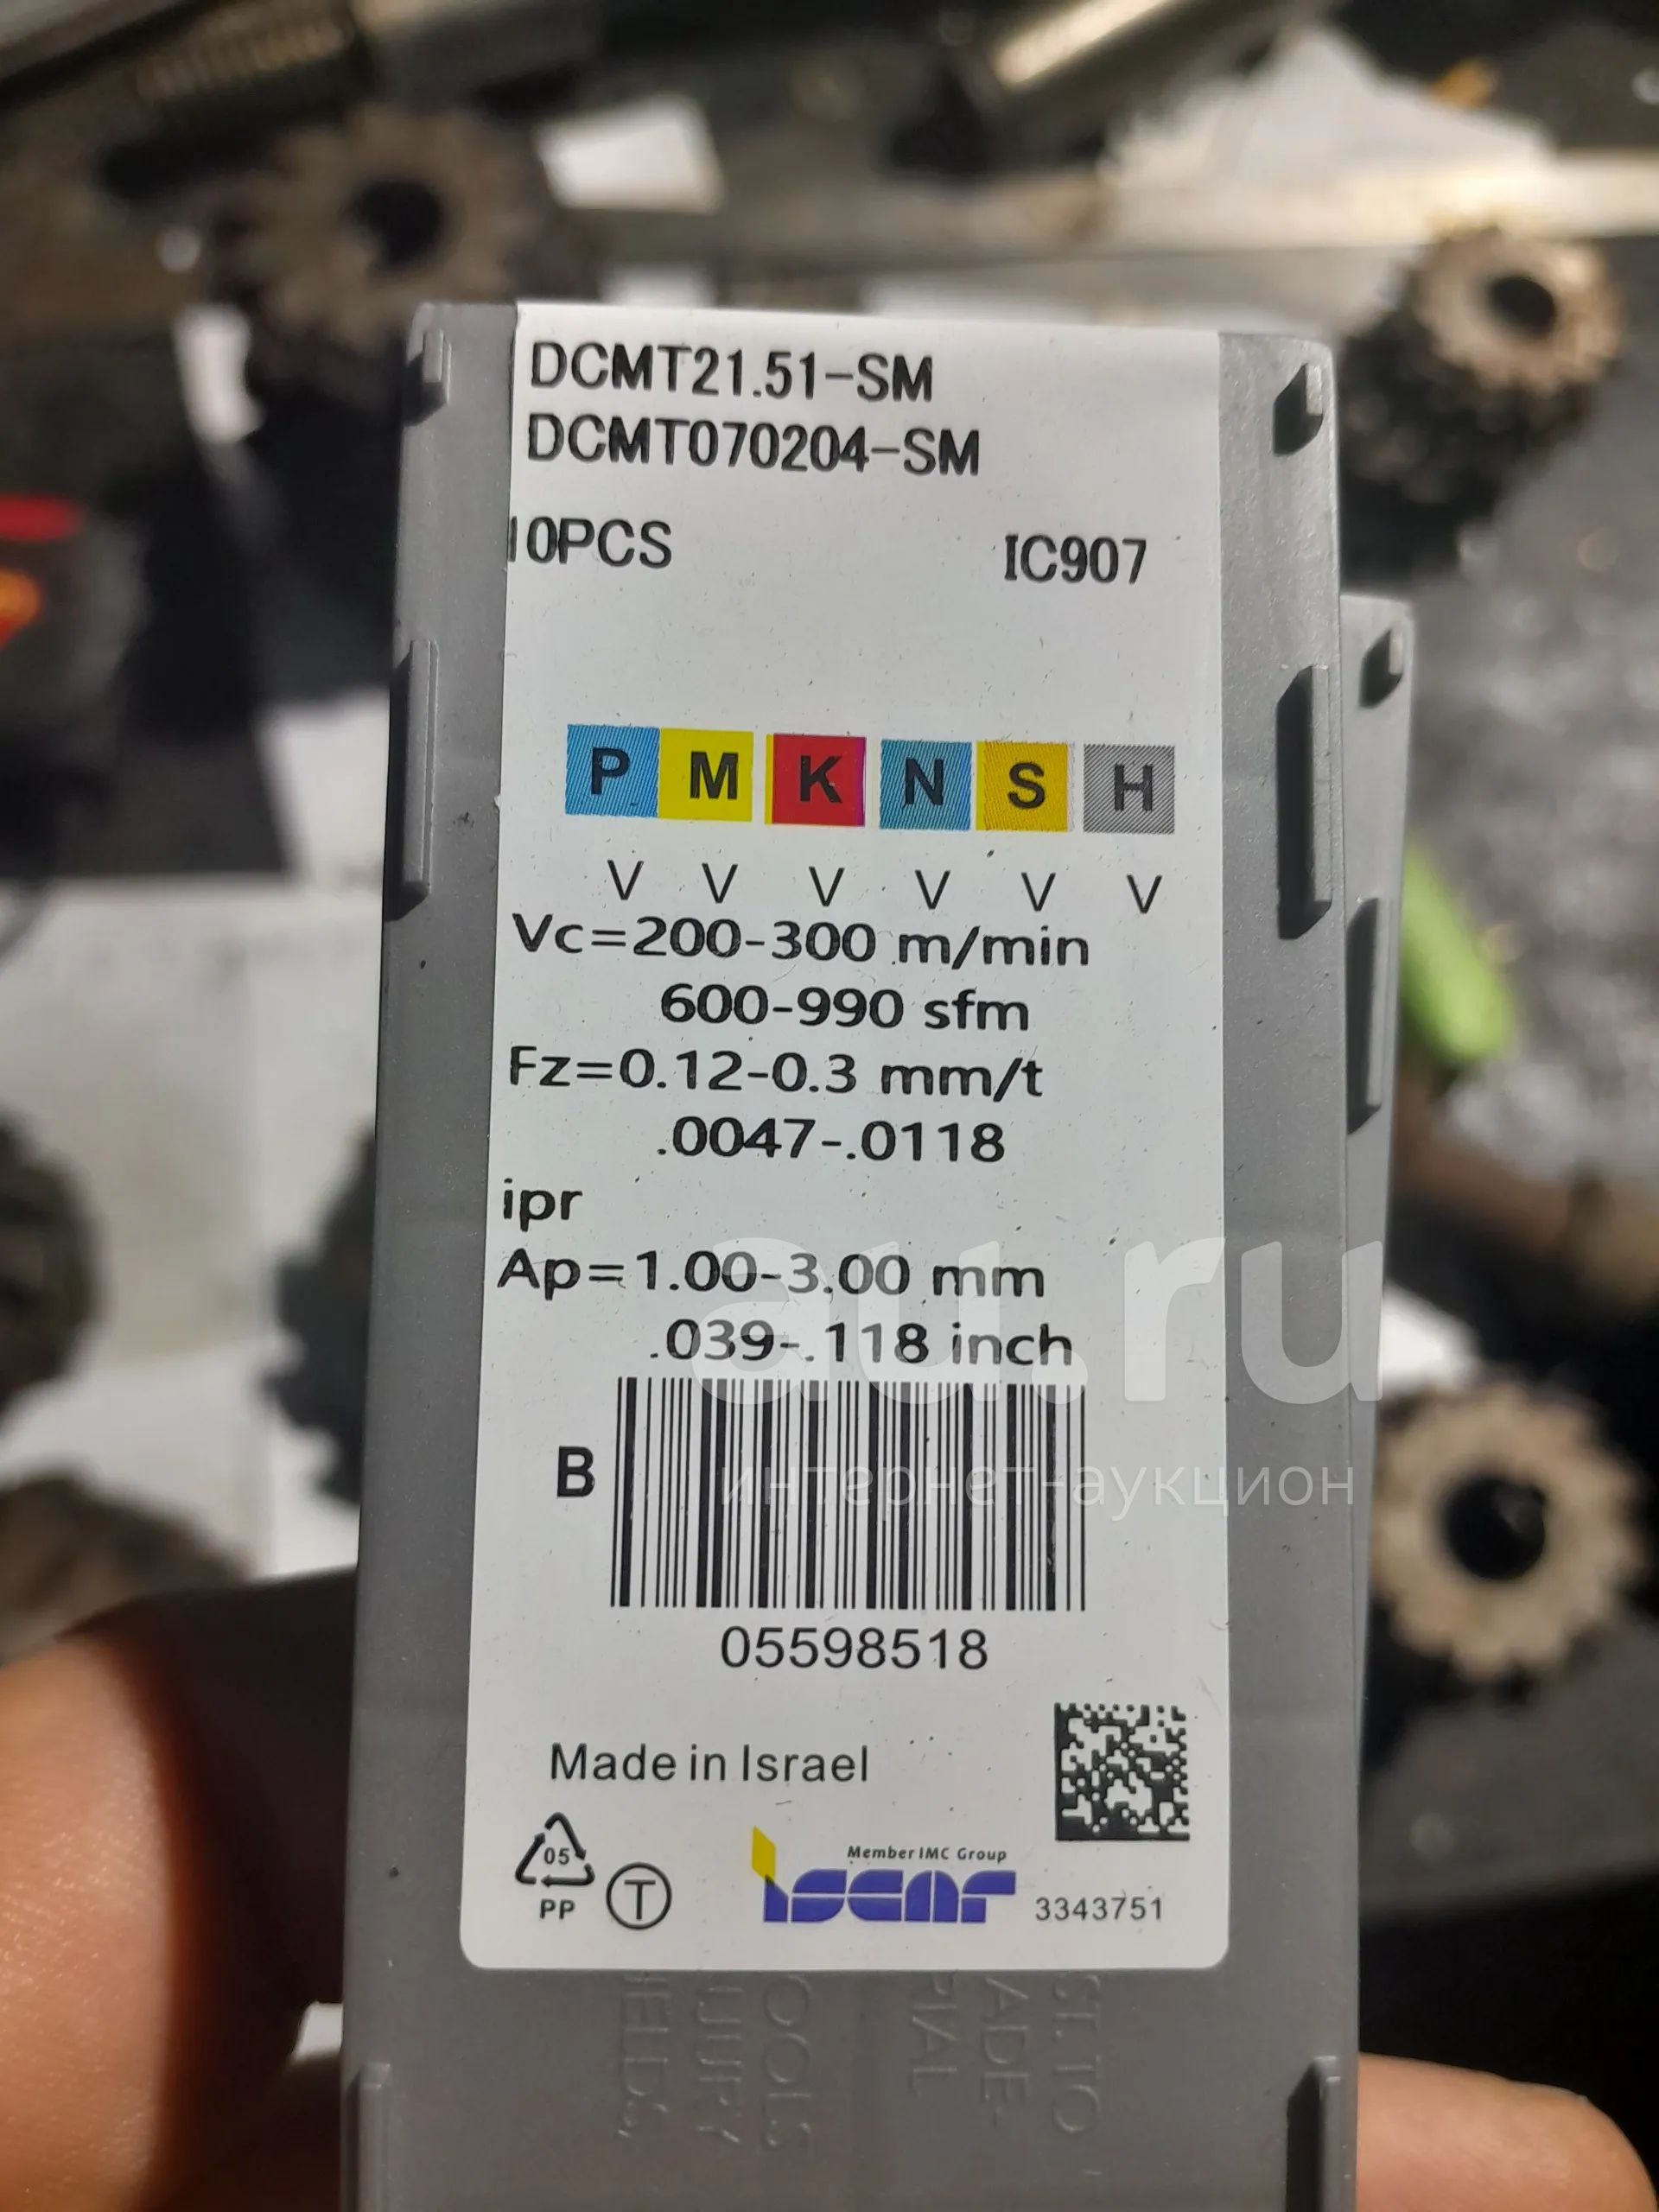 DCMT21.51-SM
DCMT070204-SM
10PCS IC907
P M K N S H
V V V V V V
Vc=200-300 m/min
600-990 sfm
Fz=0.12-0.3 mm/t
.0047-.0118
ipr
Ap=1.00-3.00 mm
.039-.118 inch
au.ru
интернет-аукцион
B
05598518
Made in Israel
05
PP
T
Member IMC Group
iscar 3343751